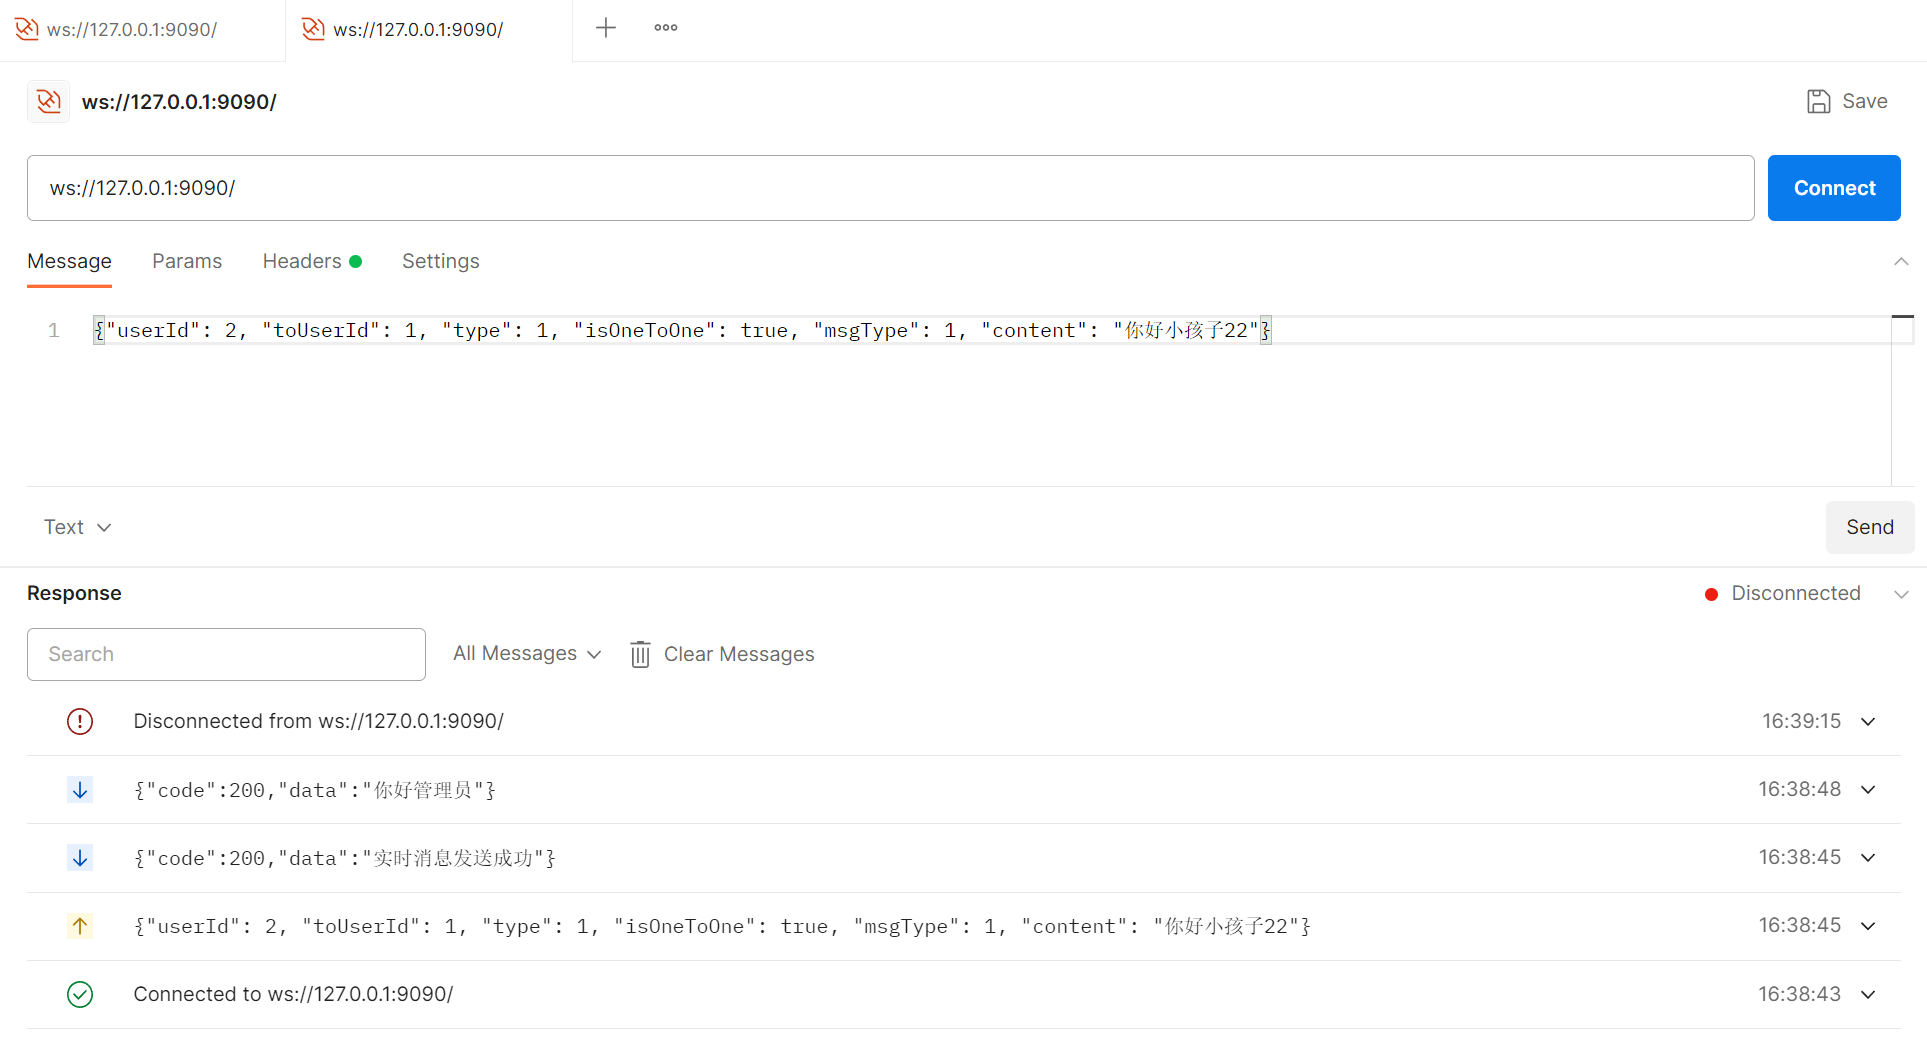 ws://127.0.0.1:9090/ ws://127.0.0.1:9090/
ws://127.0.0.1:9090/ Save
ws://127.0.0.1:9090/ Connect
Message Params Headers Settings
1 {"userId": 2, "toUserId": 1, "type": 1, "isOneToOne": true, "msgType": 1, "content": "你好小孩子22"}
Text Send
Response Disconnected
Search All Messages Clear Messages
Disconnected from ws://127.0.0.1:9090/ 16:39:15
{"code":200,"data":"你好管理员"} 16:38:48
{"code":200,"data":"实时消息发送成功"} 16:38:45
{"userId": 2, "toUserId": 1, "type": 1, "isOneToOne": true, "msgType": 1, "content": "你好小孩子22"} 16:38:45
Connected to ws://127.0.0.1:9090/ 16:38:43